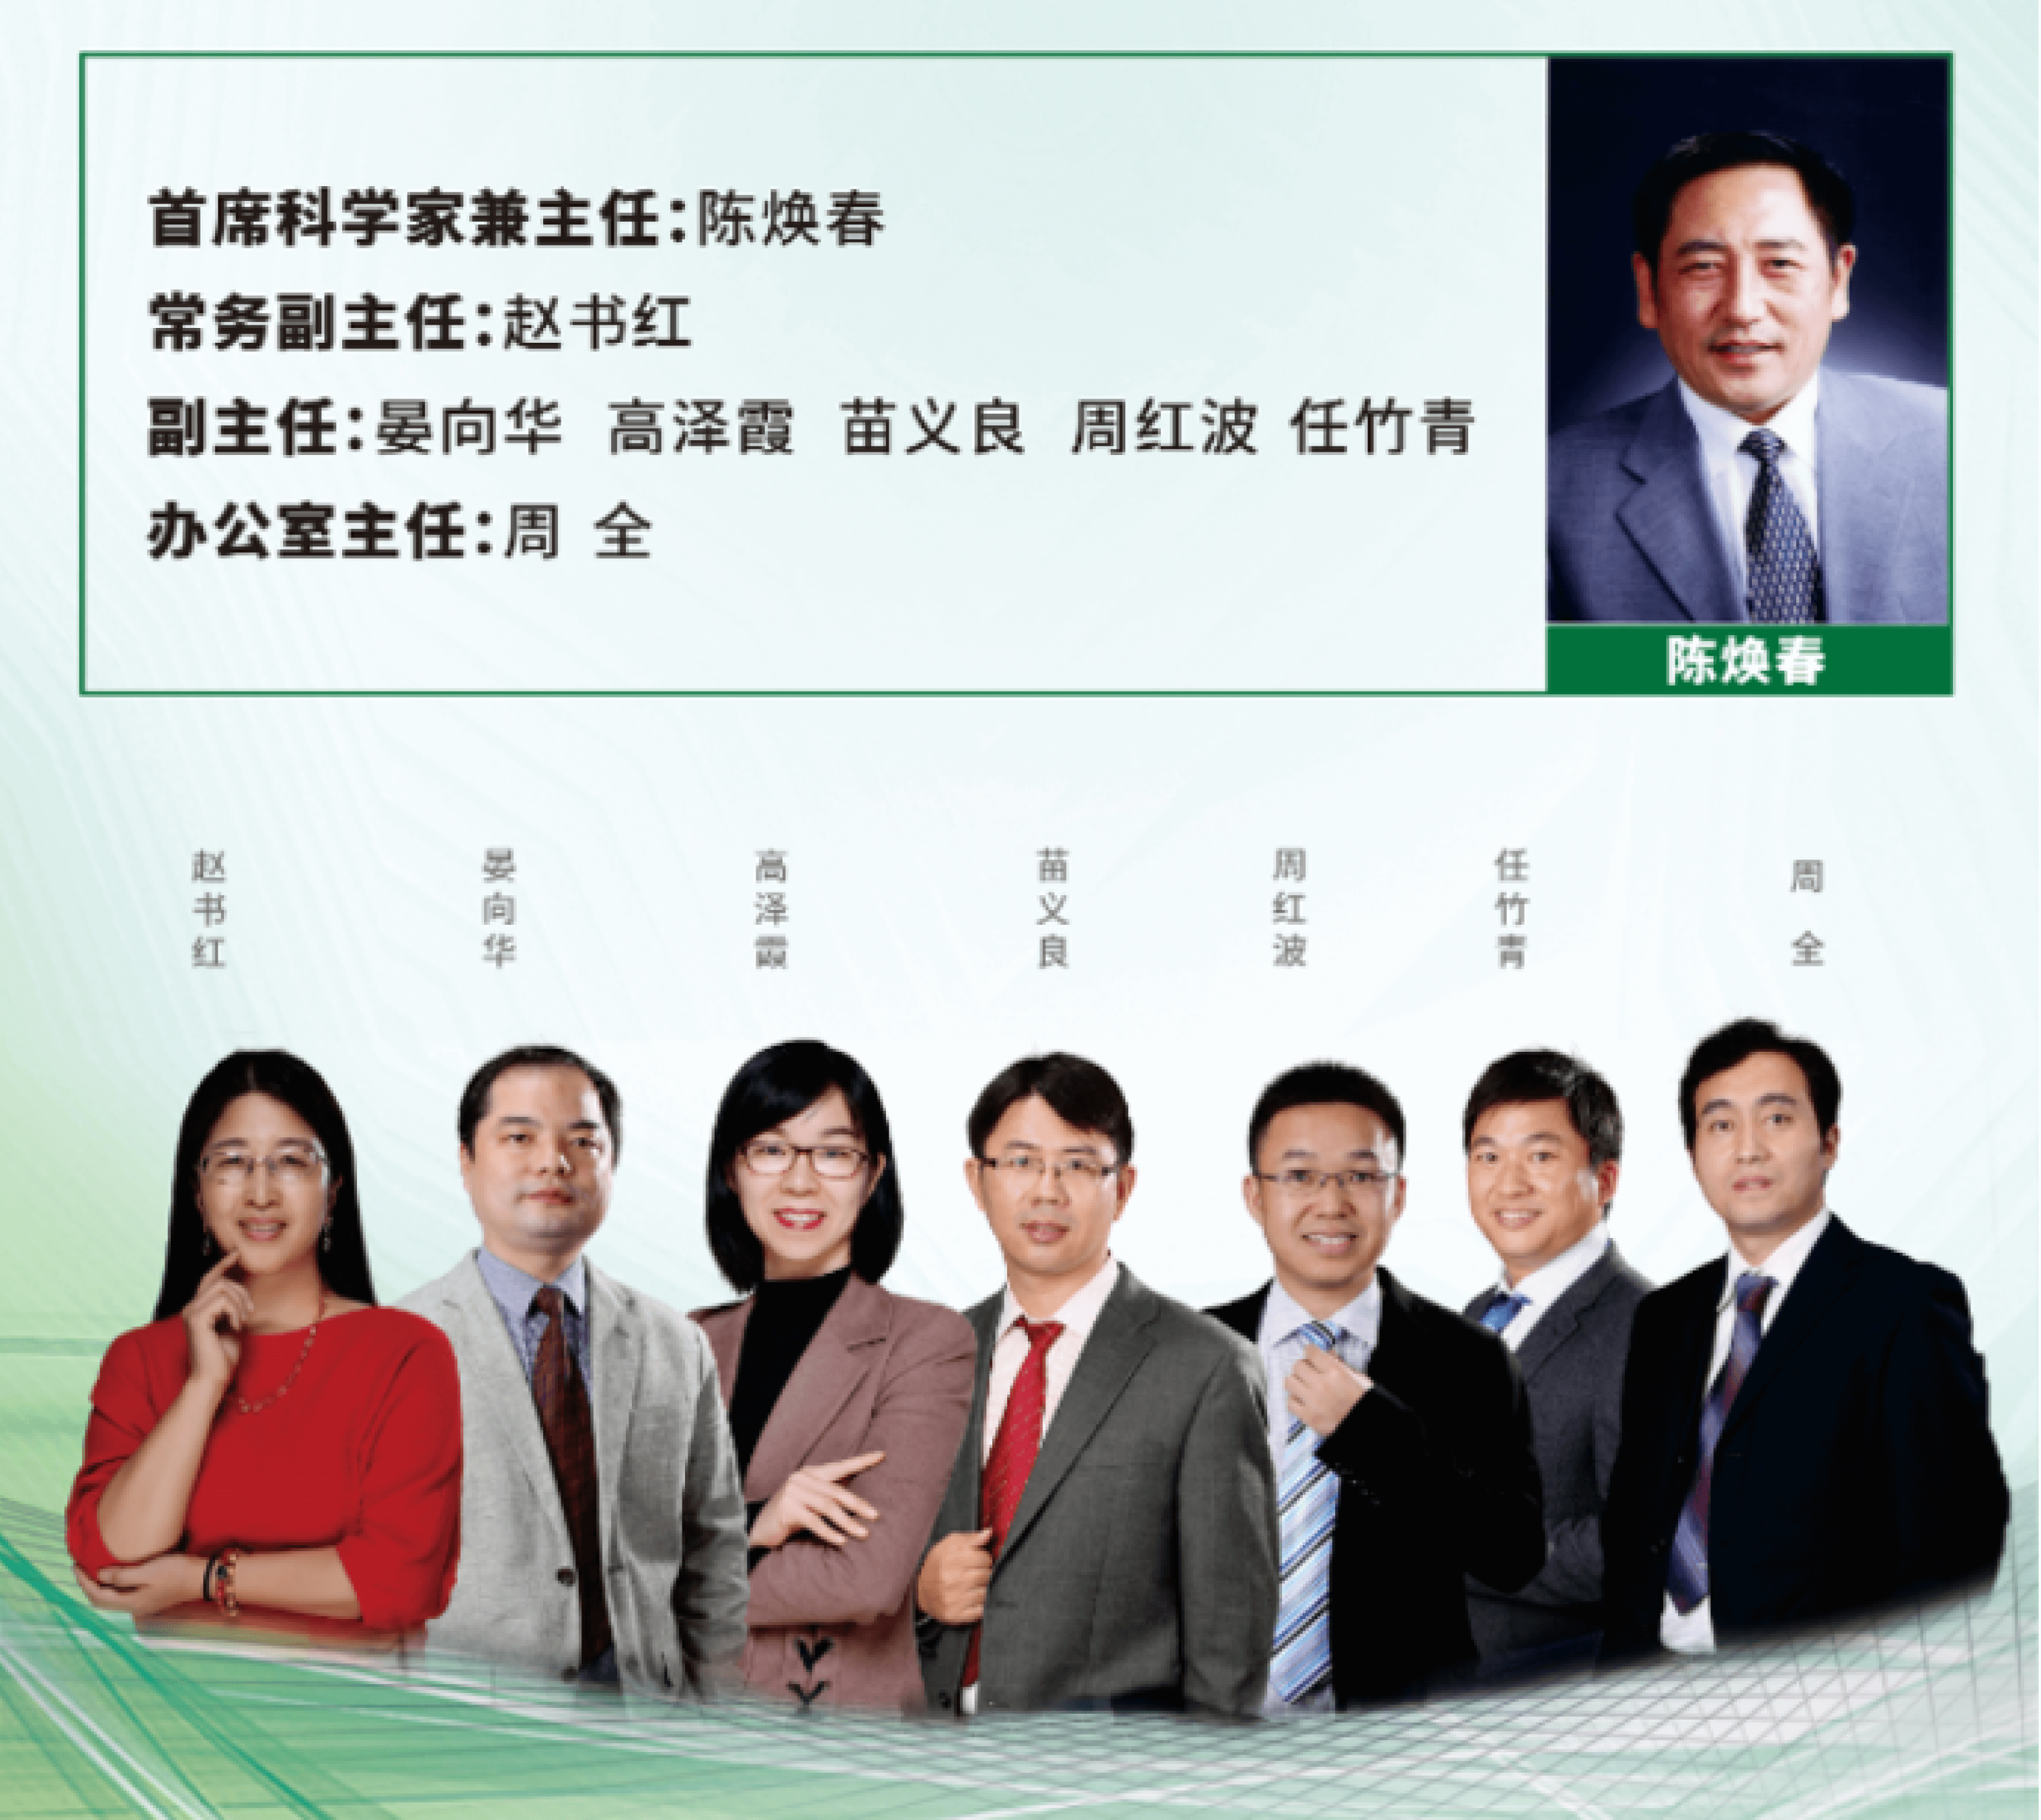 首席科学家兼主任：陈焕春
常务副主任：赵书红
副主任：晏向华 高泽霞 苗义良 周红波 任竹青
办公室主任：周 全
陈焕春
赵书红
晏向华
高泽霞
苗义良
周红波
任竹青
周 全